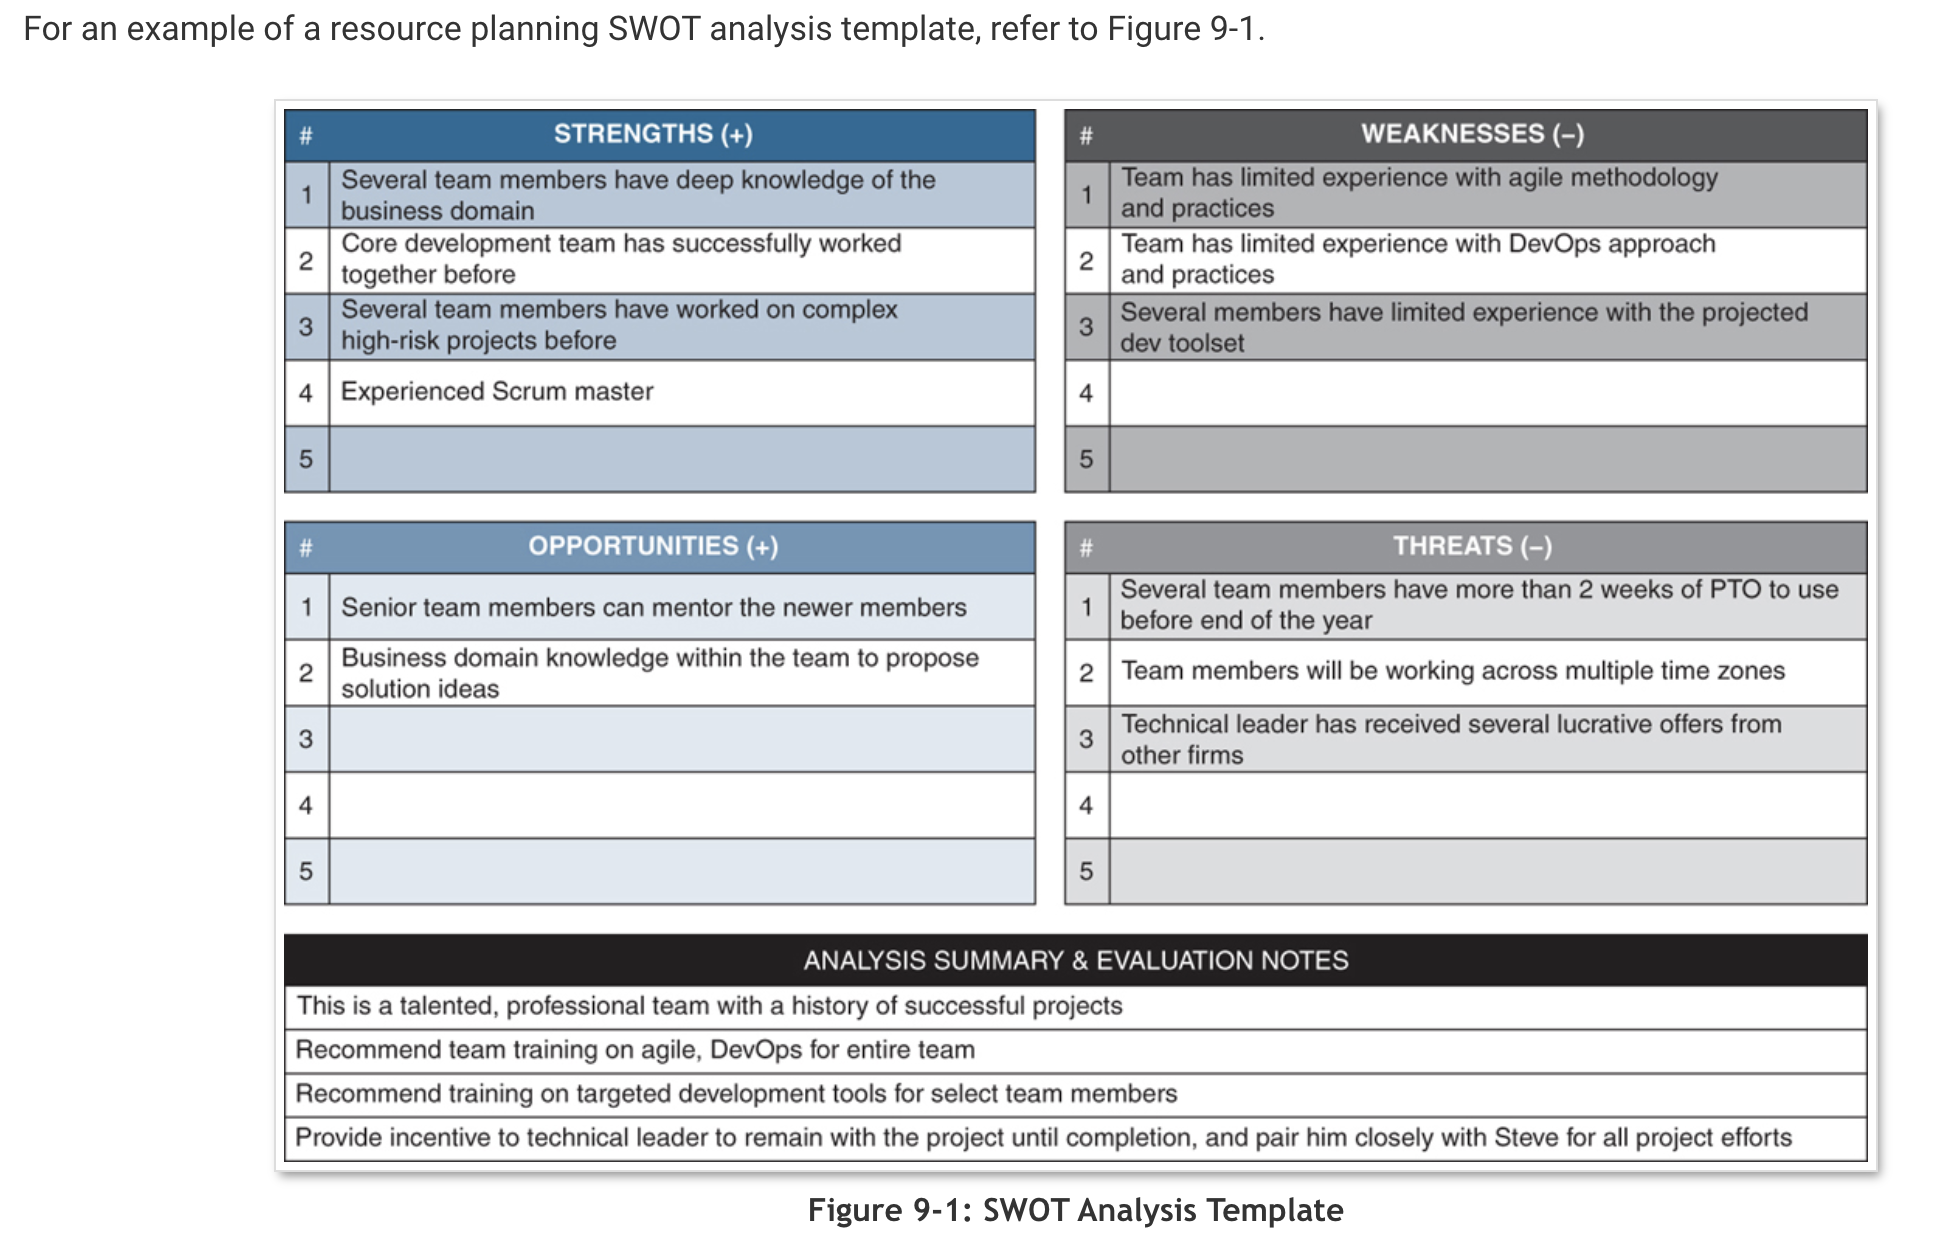 For an example of a resource planning SWOT analysis template, refer to Figure 9-1.
# STRENGTHS (+)
1 Several team members have deep knowledge of the
business domain
2 Core development team has successfully worked
together before
3 Several team members have worked on complex
high-risk projects before
4 Experienced Scrum master
5
# WEAKNESSES (–)
1 Team has limited experience with agile methodology
and practices
2 Team has limited experience with DevOps approach
and practices
3 Several members have limited experience with the projected
dev toolset
4
5
# OPPORTUNITIES (+)
1 Senior team members can mentor the newer members
2 Business domain knowledge within the team to propose
solution ideas
3
4
5
# THREATS (–)
1 Several team members have more than 2 weeks of PTO to use
before end of the year
2 Team members will be working across multiple time zones
3 Technical leader has received several lucrative offers from
other firms
4
5
ANALYSIS SUMMARY & EVALUATION NOTES
This is a talented, professional team with a history of successful projects
Recommend team training on agile, DevOps for entire team
Recommend training on targeted development tools for select team members
Provide incentive to technical leader to remain with the project until completion, and pair him closely with Steve for all project efforts
Figure 9-1: SWOT Analysis Template